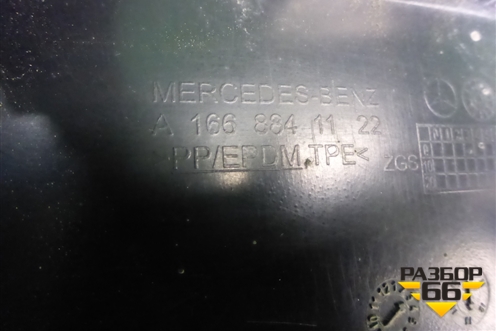 MERCEDES-BENZ
A 166 884 11 22
>PP/EPDM,TPE<
ZGS
РАЗБОР
66